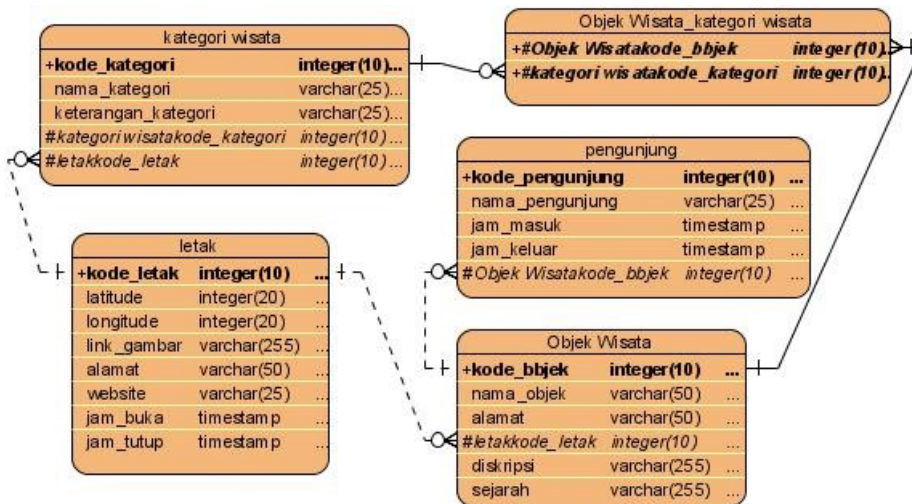 kategori wisata
+kode_kategori integer(10)...
nama_kategori varchar(25)...
keterangan_kategori varchar(25)...
#kategori wisatakode_kategori integer(10)...
#letakkode_letak integer(10)...
Objek Wisata_kategori wisata
+#Objek Wisatakode_bbjek integer(10)...
+#kategori wisatakode_kategori integer(10)...
pengunjung
+kode_pengunjung integer(10) ...
nama_pengunjung varchar(25) ...
jam_masuk timestamp ...
jam_keluar timestamp ...
#Objek Wisatakode_bbjek integer(10) ...
letak
+kode_letak integer(10) ...
latitude integer(20) ...
longitude integer(20) ...
link_gambar varchar(255) ...
alamat varchar(50) ...
website varchar(25) ...
jam_buka timestamp ...
jam_tutup timestamp ...
Objek Wisata
+kode_bbjek integer(10) ...
nama_objek varchar(50) ...
alamat varchar(50) ...
#letakkode_letak integer(10) ...
diskripsi varchar(255) ...
sejarah varchar(255) ...